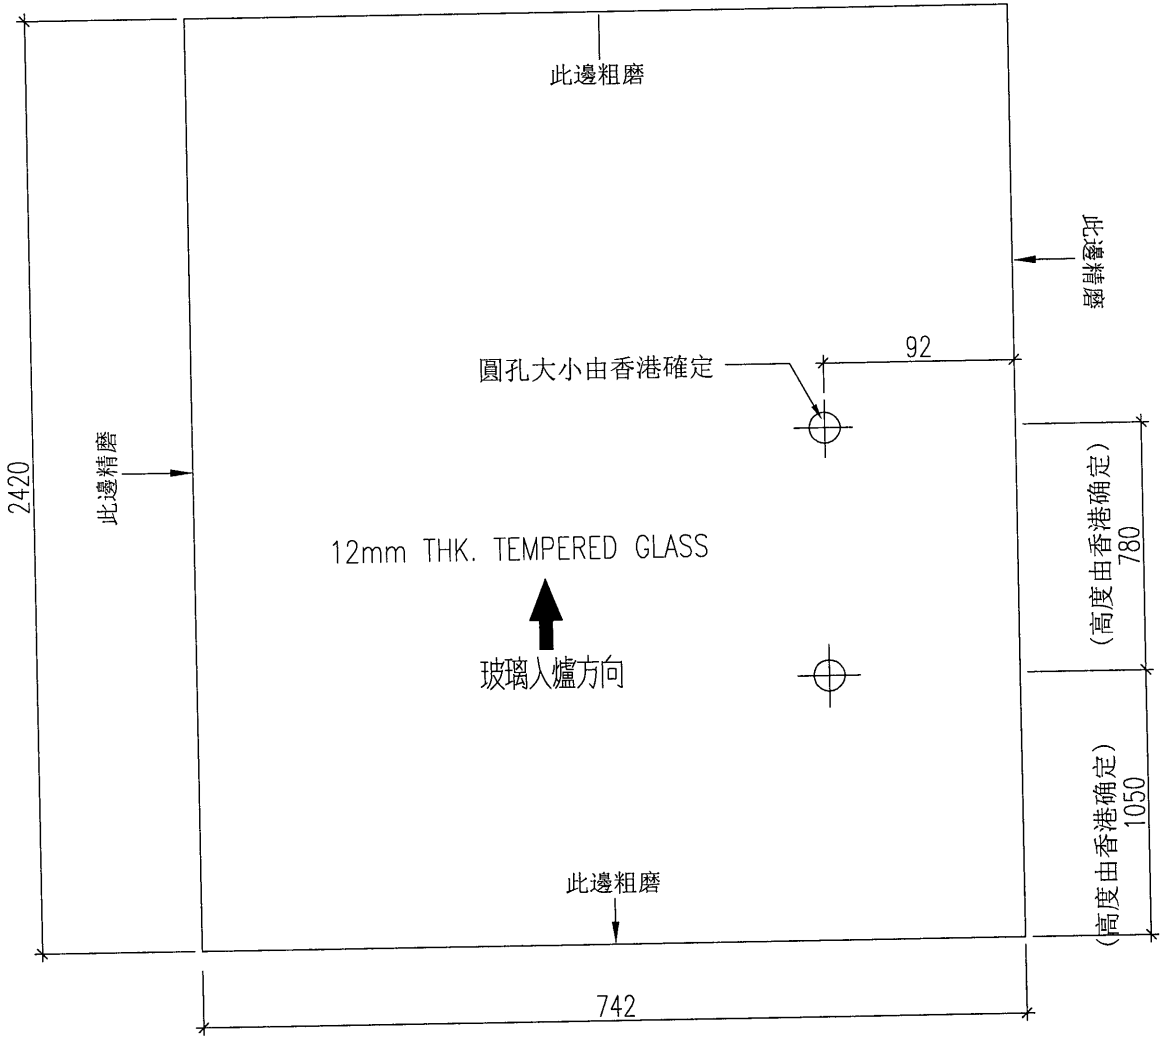 此邊粗磨
此邊精磨
92
圓孔大小由香港確定
此邊精磨
2420
(高度由香港确定)
780
12mm THK. TEMPERED GLASS
玻璃入爐方向
(高度由香港确定)
1050
此邊粗磨
742